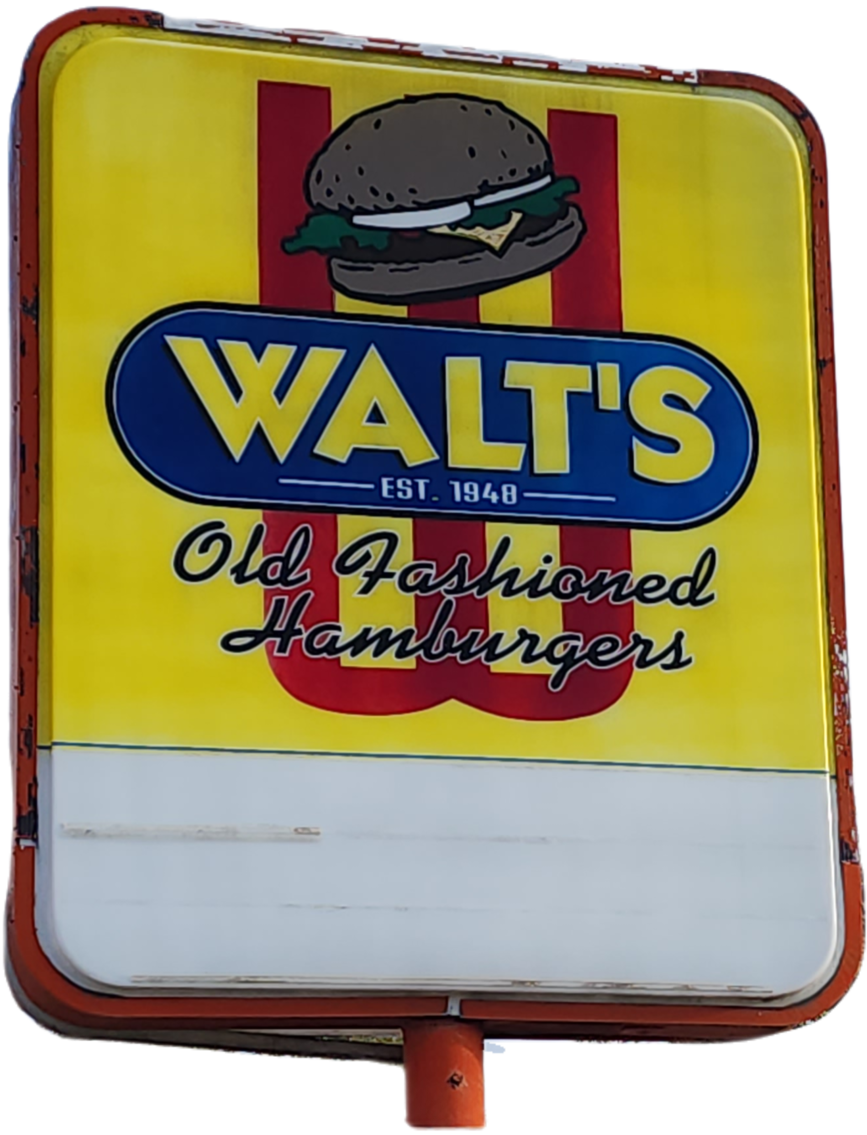 WALT'S
EST. 1948
Old Fashioned
Hamburgers